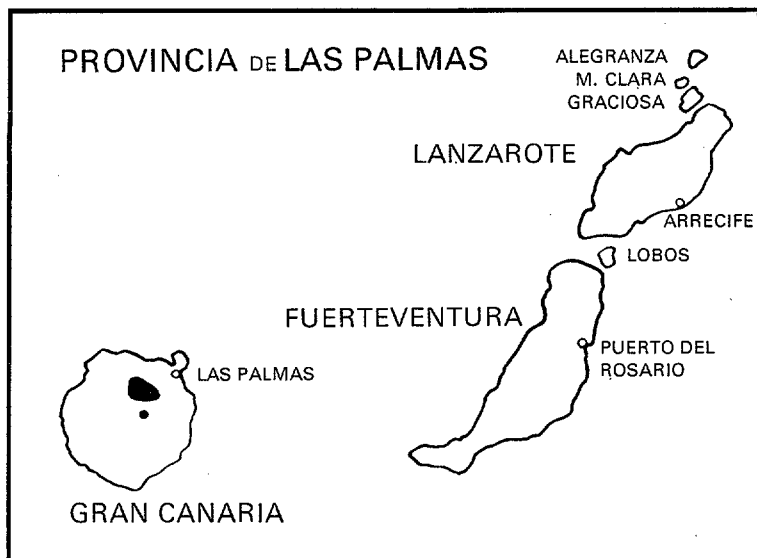 PROVINCIA DE LAS PALMAS
ALEGRANZA
M. CLARA
GRACIOSA
LANZAROTE
ARRECIFE
LOBOS
FUERTEVENTURA
PUERTO DEL
ROSARIO
LAS PALMAS
GRAN CANARIA